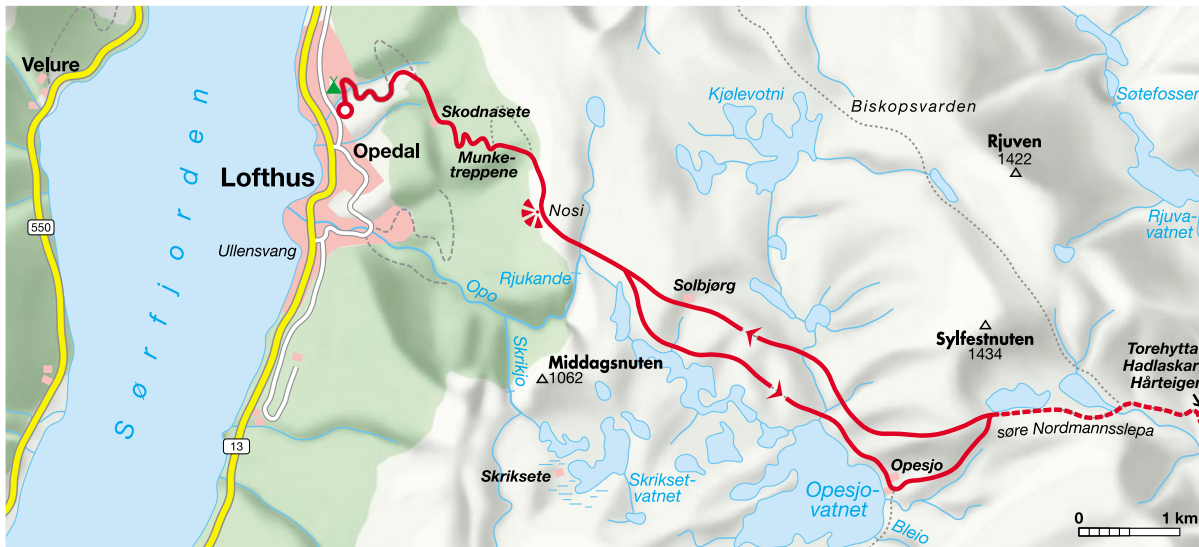 Velure
550
Sørfjorden
Lofthus
Opedal
Ullensvang
13
Skodnasete
Munke-
treppene
Nosi
Opo
Rjukande
Skrikjo
Middagsnuten
1062
Skriksete
Skrikset-
vatnet
Solbjørg
Kjølevotni
Biskopsvarden
Rjuven
1422
Søtefossen
Rjuva-
vatnet
Sylfestnuten
1434
Torehytta
Hadlaskar
Hårteigen
søre Nordmannsslepa
Opesjo
Opesjo-
vatnet
Bleio
0 1 km